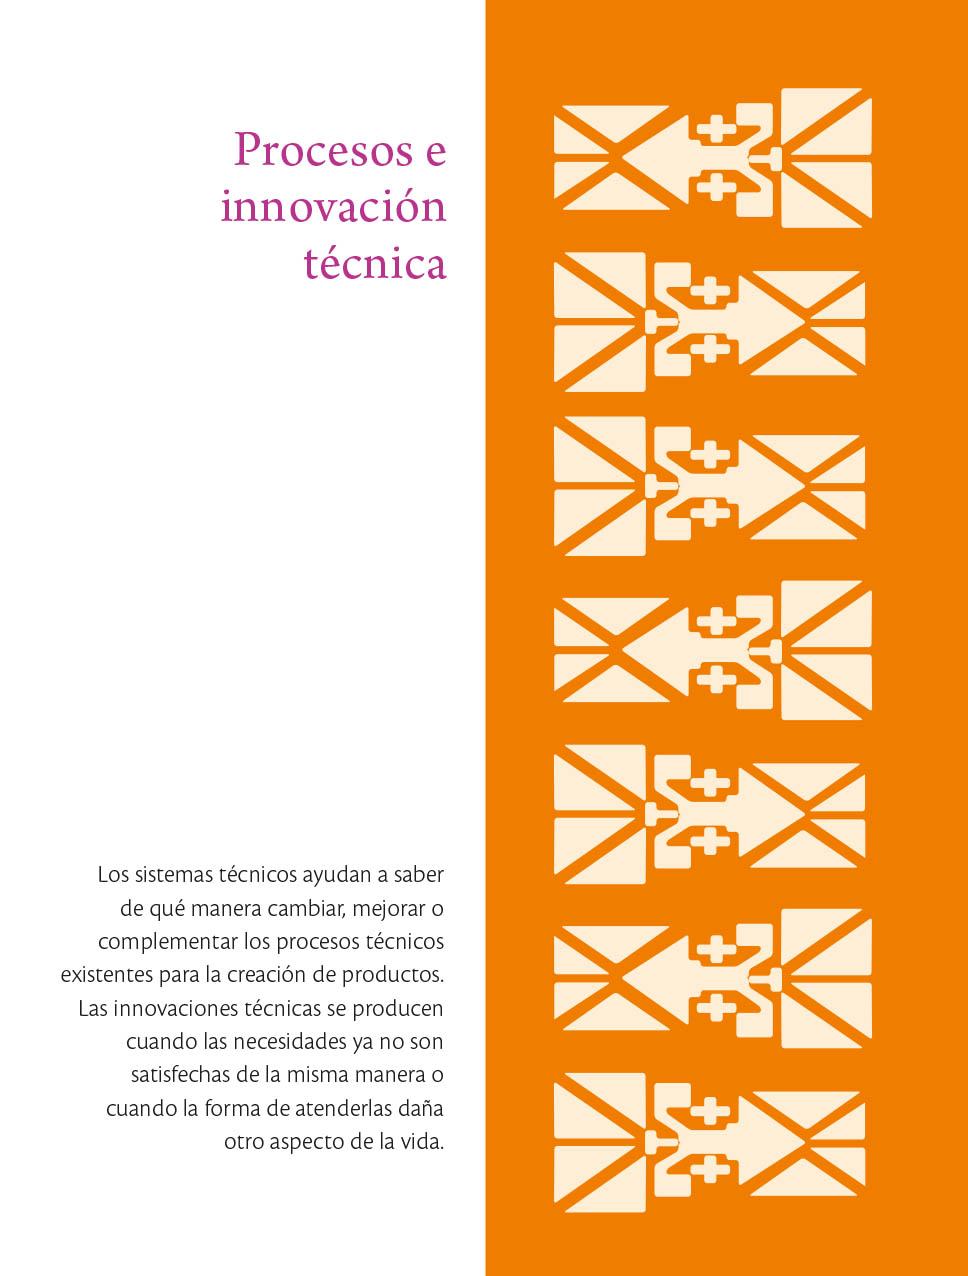 Procesos e
innovación
técnica
Los sistemas técnicos ayudan a saber
de qué manera cambiar, mejorar o
complementar los procesos técnicos
existentes para la creación de productos.
Las innovaciones técnicas se producen
cuando las necesidades ya no son
satisfechas de la misma manera o
cuando la forma de atenderlas daña
otro aspecto de la vida.